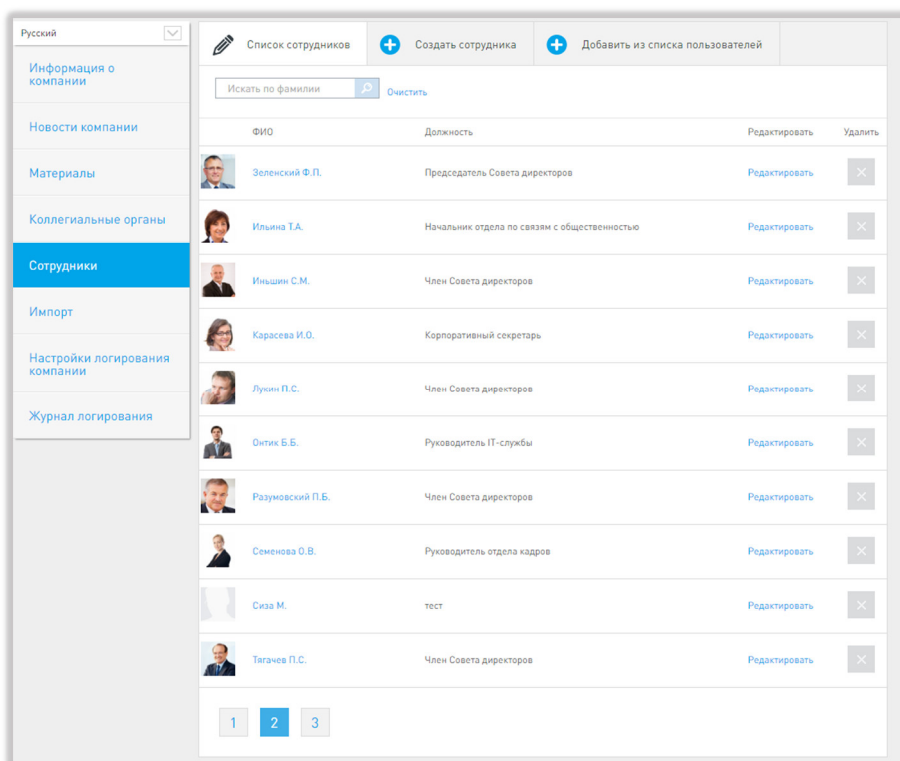 Русский
Информация о
компании
Новости компании
Материалы
Коллегиальные органы
Сотрудники
Импорт
Настройки логирования
компании
Журнал логирования
Список сотрудников
Создать сотрудника
Добавить из списка пользователей
Искать по фамилии
Очистить
ФИО Должность Редактировать Удалить
Зеленский Ф.П. Председатель Совета директоров Редактировать
Ильина Т.А. Начальник отдела по связям с общественностью Редактировать
Иньшин С.М. Член Совета директоров Редактировать
Карасева И.О. Корпоративный секретарь Редактировать
Лукин П.С. Член Совета директоров Редактировать
Онтик Б.Б. Руководитель IT-службы Редактировать
Разумовский П.Б. Член Совета директоров Редактировать
Семенова О.В. Руководитель отдела кадров Редактировать
Сиза М. тест Редактировать
Тягачев П.С. Член Совета директоров Редактировать
1 2 3